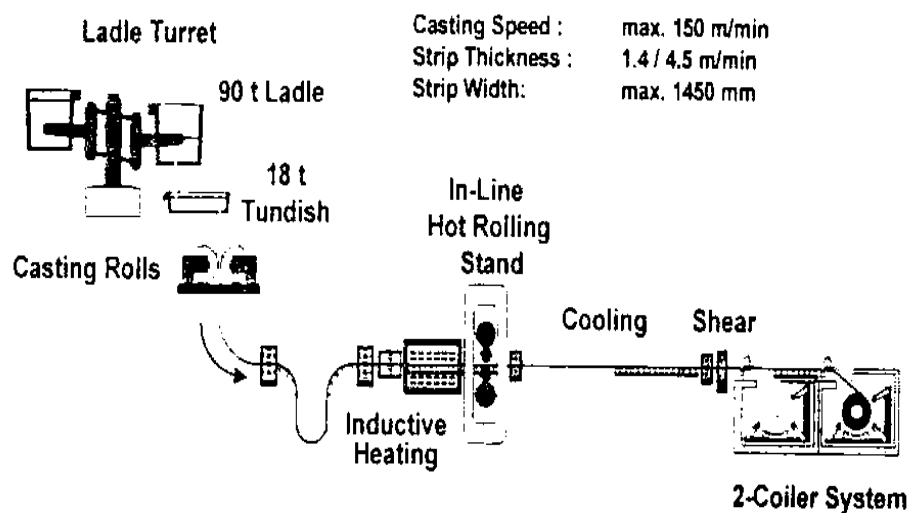 Ladle Turret
Casting Speed : max. 150 m/min
Strip Thickness : 1.4 / 4.5 m/min
Strip Width: max. 1450 mm
90 t Ladle
18 t
Tundish
In-Line
Hot Rolling
Stand
Casting Rolls
Cooling
Shear
Inductive
Heating
2-Coiler System